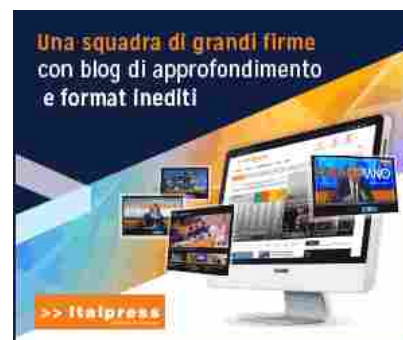 Una squadra di grandi firme
con blog di approfondimento
e format inediti
>> Italpress